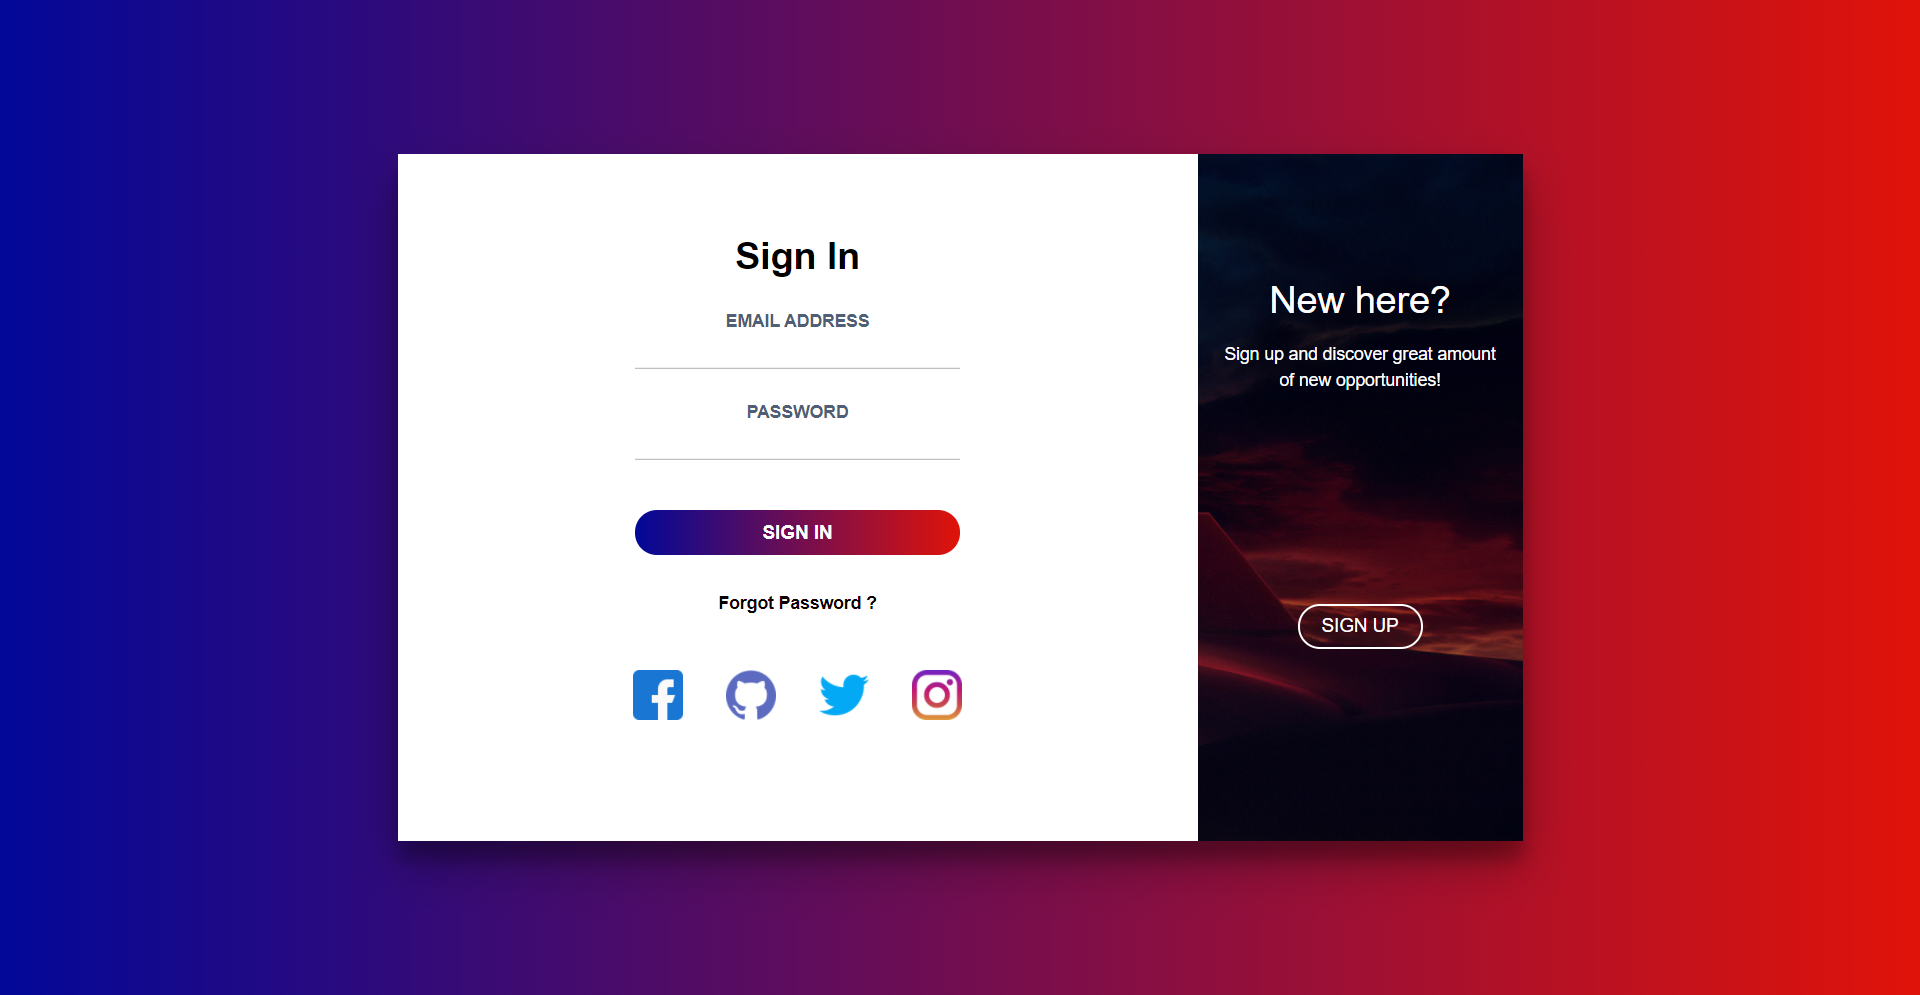 Sign In
EMAIL ADDRESS
PASSWORD
SIGN IN
Forgot Password ?
New here?
Sign up and discover great amount
of new opportunities!
SIGN UP